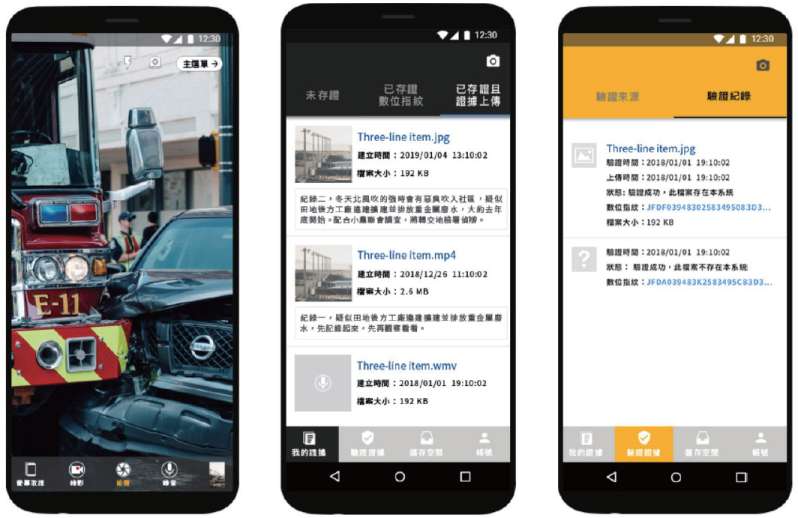 12:30
主選單 →
E-11
螢幕取證
錄影
拍照
錄音
12:30
未存證
已存證
數位指紋
已存證且
證據上傳
Three-line item.jpg
建立時間：2019/01/04 13:10:02
檔案大小：192 KB
紀錄二，冬天北風吹的強時會有惡臭吹入社區，疑似
田地後方工廠違建擴建並排放重金屬廢水，大約去年
底開始。配合小農聯會調查，將轉交地檢署偵辦。
Three-line item.mp4
建立時間：2018/12/26 11:10:02
檔案大小：2.6 MB
紀錄一，疑似田地後方工廠違建擴建並排放重金屬廢
水，先記錄起來，先再觀察看看。
Three-line item.wmv
建立時間：2018/01/01 19:10:02
檔案大小：192 KB
我的證據
驗證證據
儲存空間
帳號
12:30
驗證來源
驗證紀錄
Three-line item.jpg
驗證時間：2018/01/01 19:10:02
上傳時間：2018/01/01 19:10:02
狀態：驗證成功，此檔案存在本系統
數位指紋：JFDF03948302583495083D3...
檔案大小：192 KB
驗證時間：2018/01/01 19:10:02
狀態： 驗證成功，此檔案不存在本系統
數位指紋：JFDA039483K2583495CB3D3...
我的證據
驗證證據
儲存空間
帳號